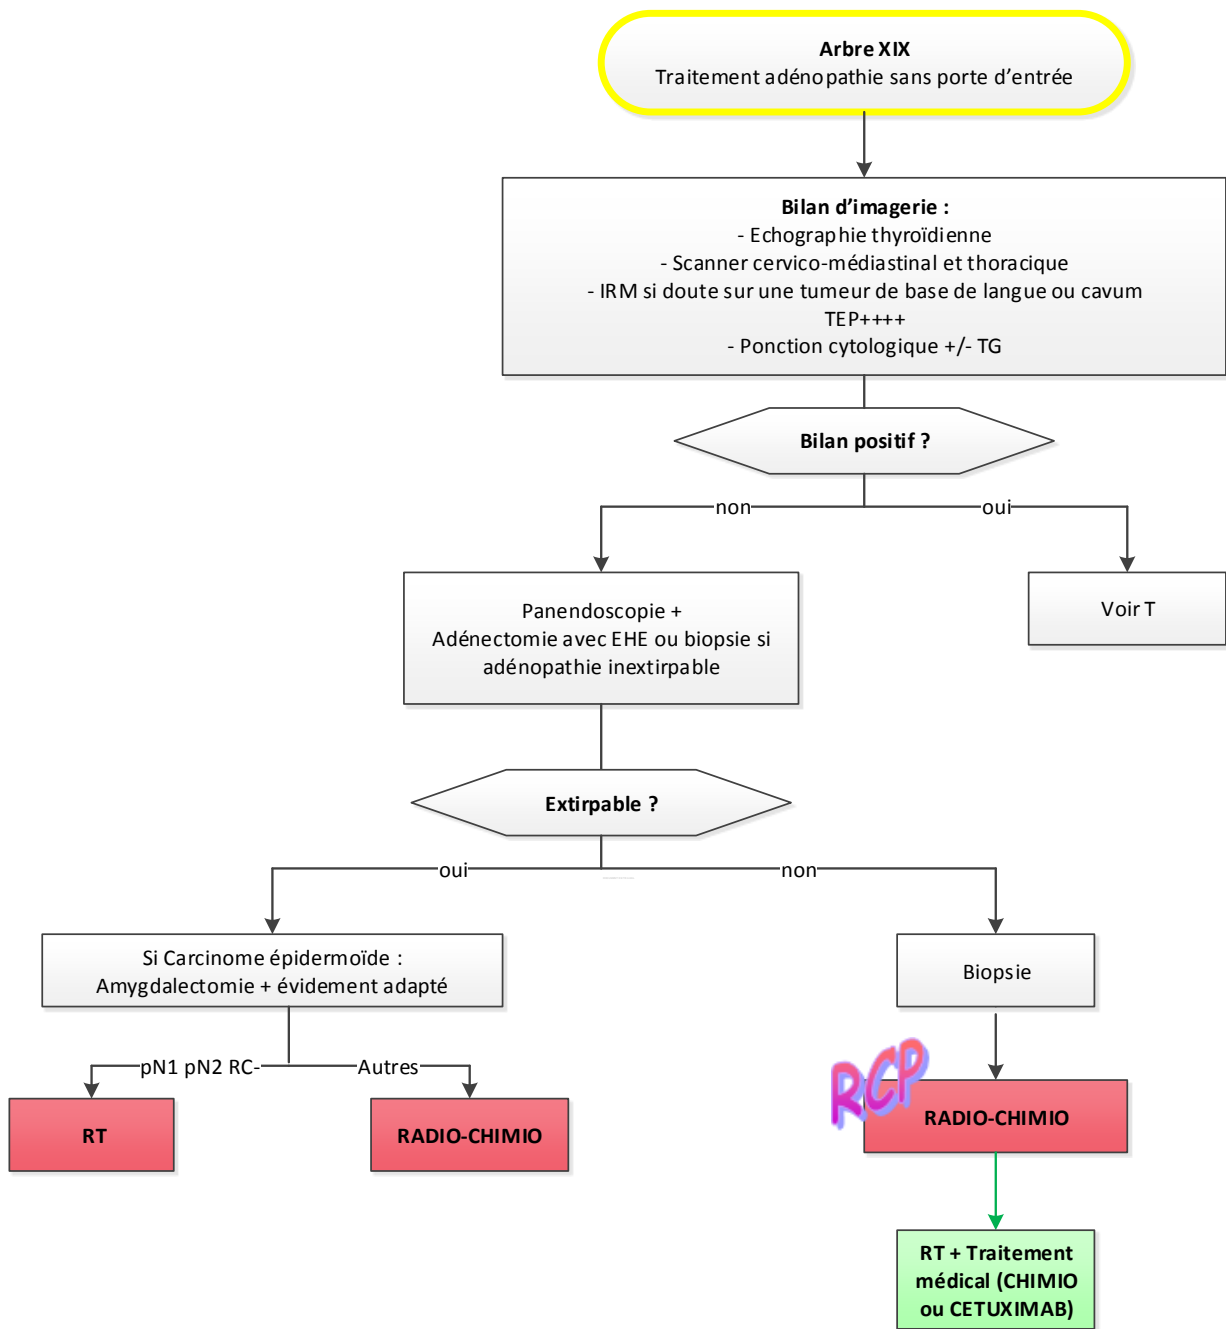 Arbre XIX
Traitement adénopathie sans porte d'entrée
Bilan d'imagerie :
- Echographie thyroïdienne
- Scanner cervico-médiastinal et thoracique
- IRM si doute sur une tumeur de base de langue ou cavum
TEP++++
- Ponction cytologique +/- TG
Bilan positif ?
non
oui
Panendoscopie +
Adénectomie avec EHE ou biopsie si
adénopathie inextirpable
Voir T
Extirpable ?
oui
non
Si Carcinome épidermoïde :
Amygdalectomie + évidement adapté
Biopsie
pN1 pN2 RC-
Autres
RCP
RT
RADIO-CHIMIO
RADIO-CHIMIO
RT + Traitement
médical (CHIMIO
ou CETUXIMAB)